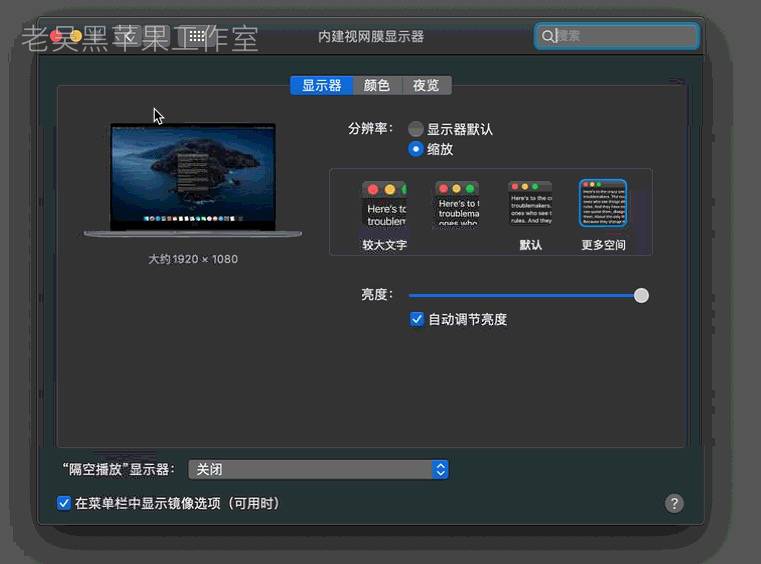 老吴黑苹果工作室
内建视网膜显示器
搜索
显示器 颜色 夜览
分辨率： 显示器默认
缩放
Here's to
troublem
Here's to t
troublema
ones who
Here's to the cr
troublemakers.
ones who see t
rules. And they
较大文字 默认 更多空间
大约 1920 × 1080
亮度：
自动调节亮度
“隔空播放”显示器： 关闭
在菜单栏中显示镜像选项（可用时）
?